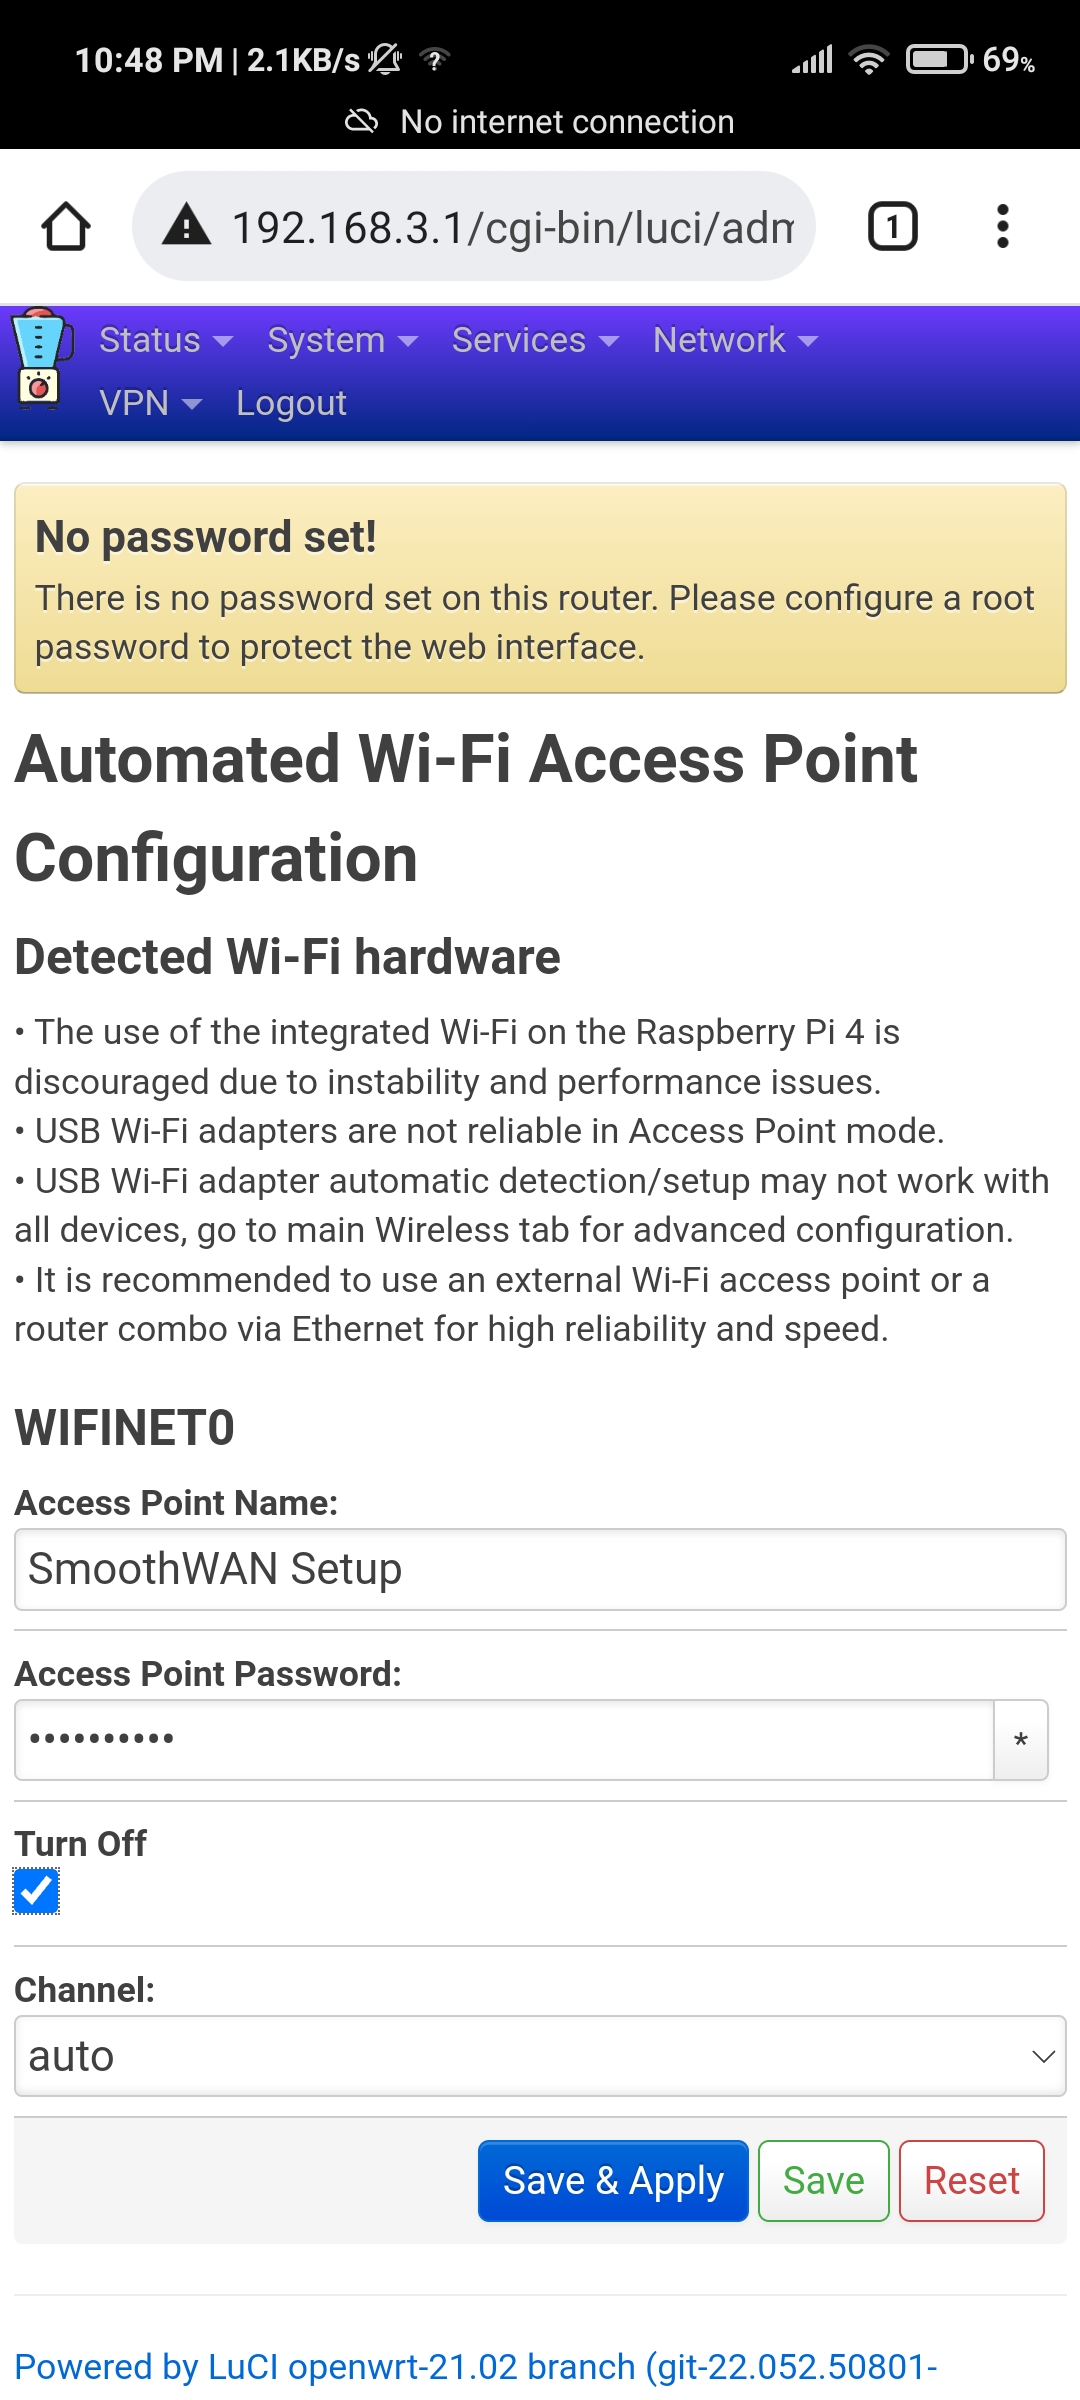 10:48 PM | 2.1KB/s 69%
No internet connection
192.168.3.1/cgi-bin/luci/adm 1
Status System Services Network
VPN Logout
No password set!
There is no password set on this router. Please configure a root
password to protect the web interface.
Automated Wi-Fi Access Point
Configuration
Detected Wi-Fi hardware
• The use of the integrated Wi-Fi on the Raspberry Pi 4 is
discouraged due to instability and performance issues.
• USB Wi-Fi adapters are not reliable in Access Point mode.
• USB Wi-Fi adapter automatic detection/setup may not work with
all devices, go to main Wireless tab for advanced configuration.
• It is recommended to use an external Wi-Fi access point or a
router combo via Ethernet for high reliability and speed.
WIFINET0
Access Point Name:
SmoothWAN Setup
Access Point Password:
•••••••••• *
Turn Off
Channel:
auto
Save & Apply Save Reset
Powered by LuCI openwrt-21.02 branch (git-22.052.50801-